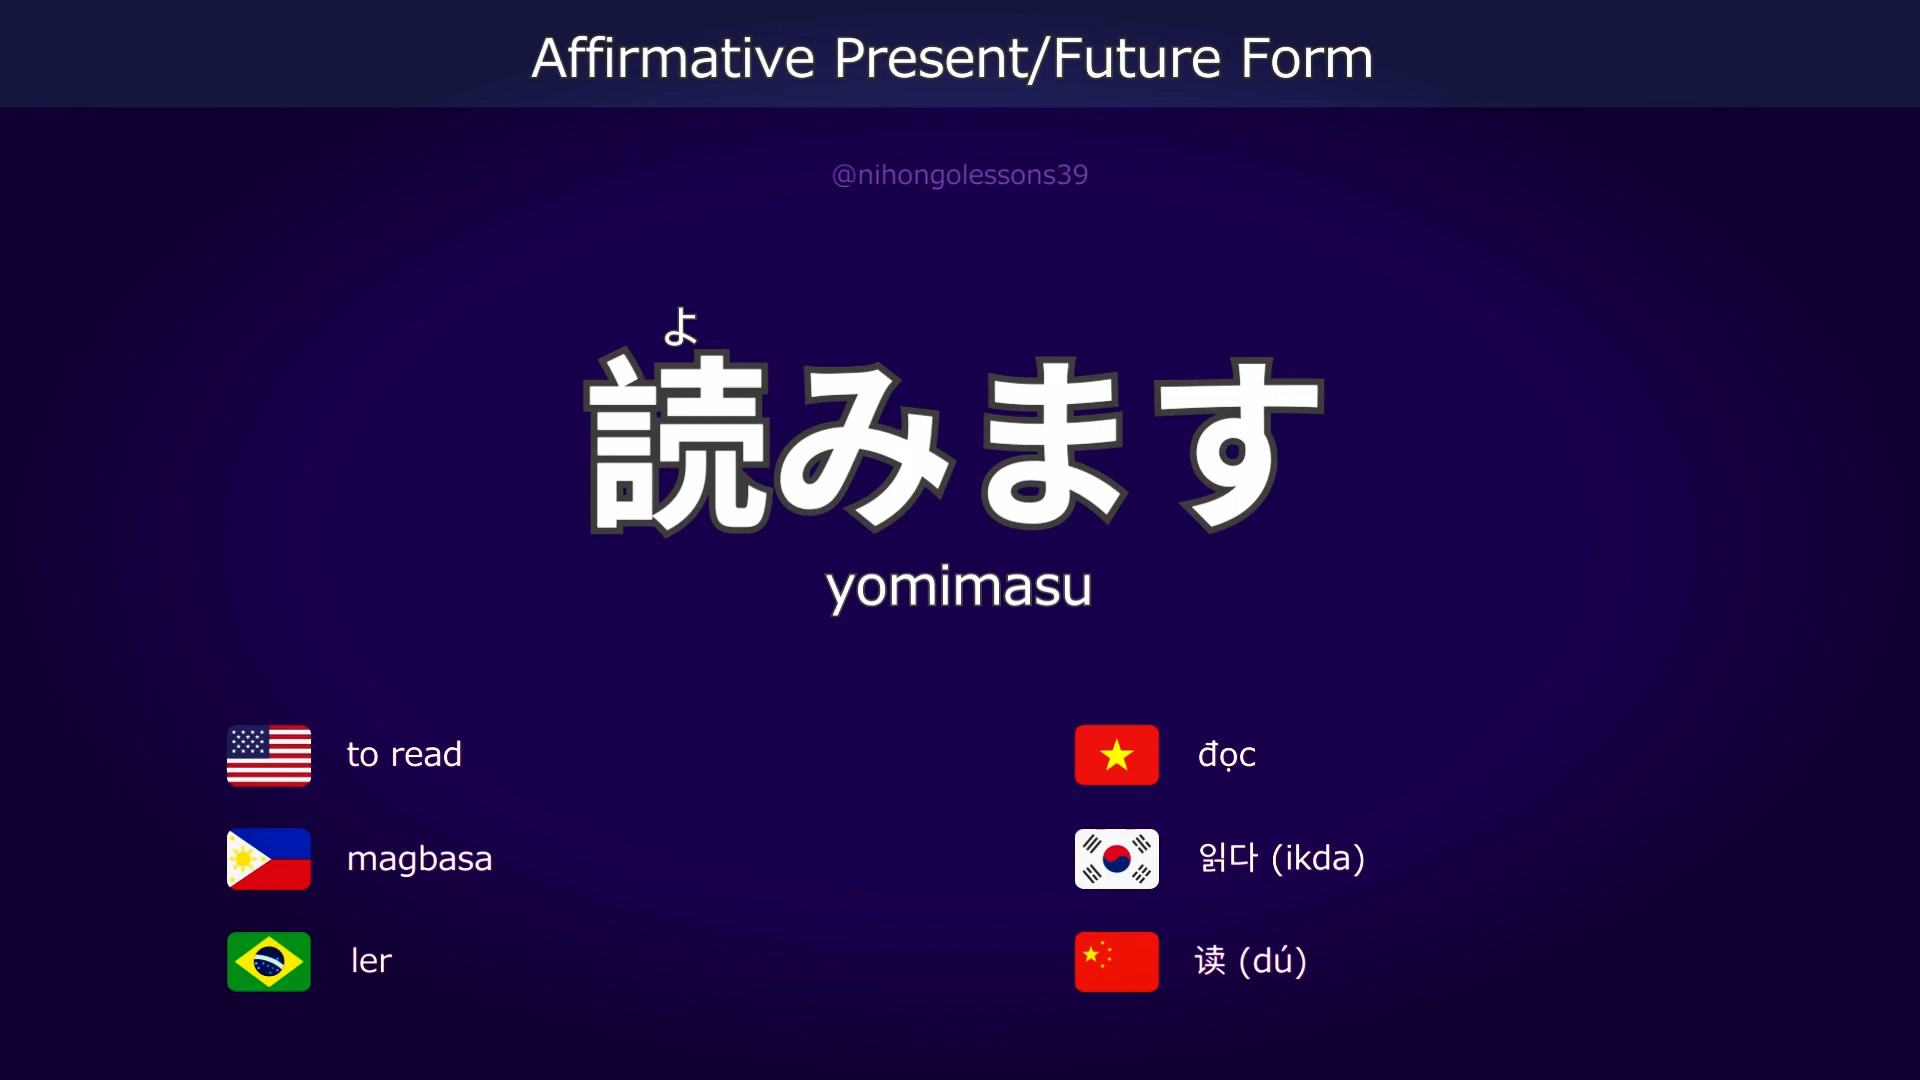 Affirmative Present/Future Form
@nihongolessons39
よ
読みます
yomimasu
to read
magbasa
ler
đọc
읽다 (ikda)
读 (dú)